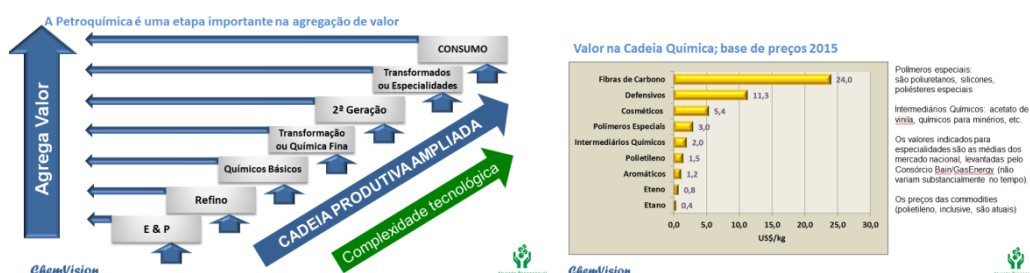 A Petroquímica é uma etapa importante na agregação de valor
Agrega Valor
CONSUMO
Transformados
ou Especialidades
2ª Geração
Transformação
ou Química Fina
Químicos Básicos
Refino
E & P
CADEIA PRODUTIVA AMPLIADA
Complexidade tecnológica
ChemVision
Valor na Cadeia Química; base de preços 2015
Fibras de Carbono 24,0
Defensivos 11,3
Cosméticos 5,4
Polímeros Especiais 3,0
Intermediários Químicos 2,0
Polietileno 1,5
Aromáticos 1,2
Eteno 0,8
Etano 0,4
0,0 5,0 10,0 15,0 20,0 25,0 30,0
US$/kg
Polímeros especiais:
são poliuretanos, silicones,
poliésteres especiais
Intermediários Químicos: acetato de
vinila, químicos para minérios, etc.
Os valores indicados para
especialidades são as médias dos
mercado nacional, levantadas pelo
Consórcio Bain/GasEnergy (não
variam substancialmente no tempo).
Os preços das commodities
(polietileno, inclusive, são atuais)
ChemVision